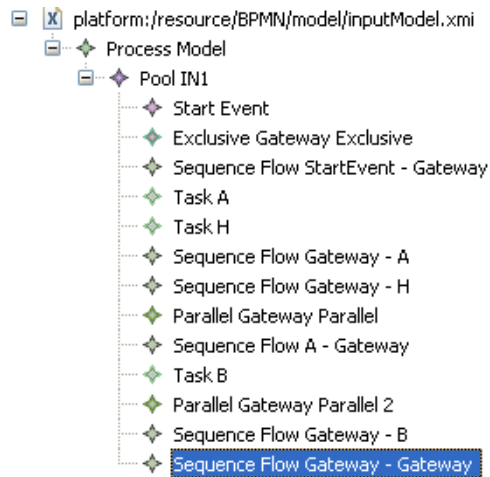 platform:/resource/BPMN/model/inputModel.xmi
Process Model
Pool IN1
Start Event
Exclusive Gateway Exclusive
Sequence Flow StartEvent - Gateway
Task A
Task H
Sequence Flow Gateway - A
Sequence Flow Gateway - H
Parallel Gateway Parallel
Sequence Flow A - Gateway
Task B
Parallel Gateway Parallel 2
Sequence Flow Gateway - B
Sequence Flow Gateway - Gateway